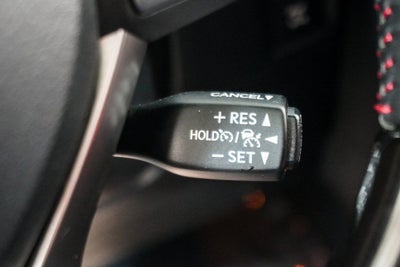 CANCEL▼
+ RES ▲
HOLD / ◄
− SET ▼